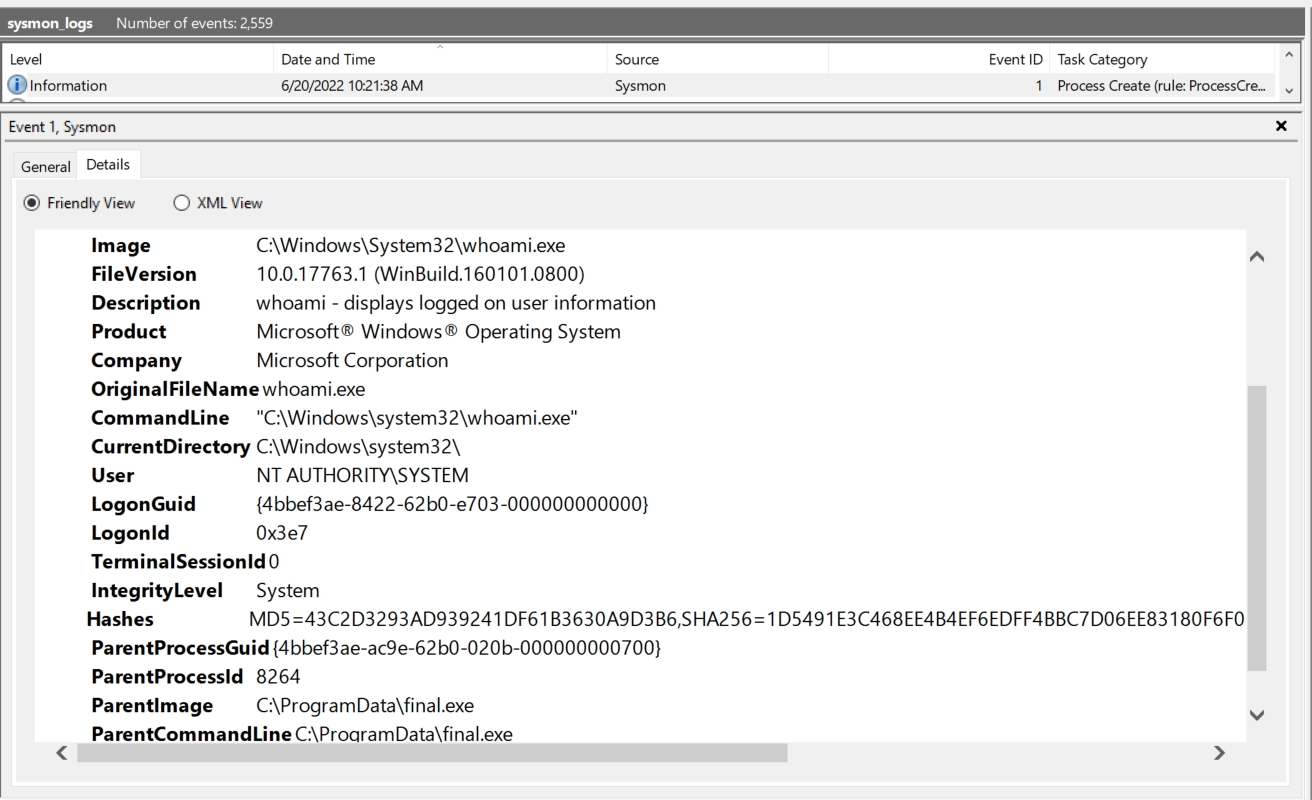 sysmon_logs Number of events: 2,559
Level Date and Time Source Event ID Task Category
Information 6/20/2022 10:21:38 AM Sysmon 1 Process Create (rule: ProcessCre...
Event 1, Sysmon
General Details
Friendly View XML View
Image C:\Windows\System32\whoami.exe
FileVersion 10.0.17763.1 (WinBuild.160101.0800)
Description whoami - displays logged on user information
Product Microsoft® Windows® Operating System
Company Microsoft Corporation
OriginalFileName whoami.exe
CommandLine "C:\Windows\system32\whoami.exe"
CurrentDirectory C:\Windows\system32\
User NT AUTHORITY\SYSTEM
LogonGuid {4bbef3ae-8422-62b0-e703-000000000000}
LogonId 0x3e7
TerminalSessionId 0
IntegrityLevel System
Hashes MD5=43C2D3293AD939241DF61B3630A9D3B6,SHA256=1D5491E3C468EE4B4EF6EDFF4BBC7D06EE83180F6F0
ParentProcessGuid {4bbef3ae-ac9e-62b0-020b-000000000700}
ParentProcessId 8264
ParentImage C:\ProgramData\final.exe
ParentCommandLine C:\ProgramData\final.exe